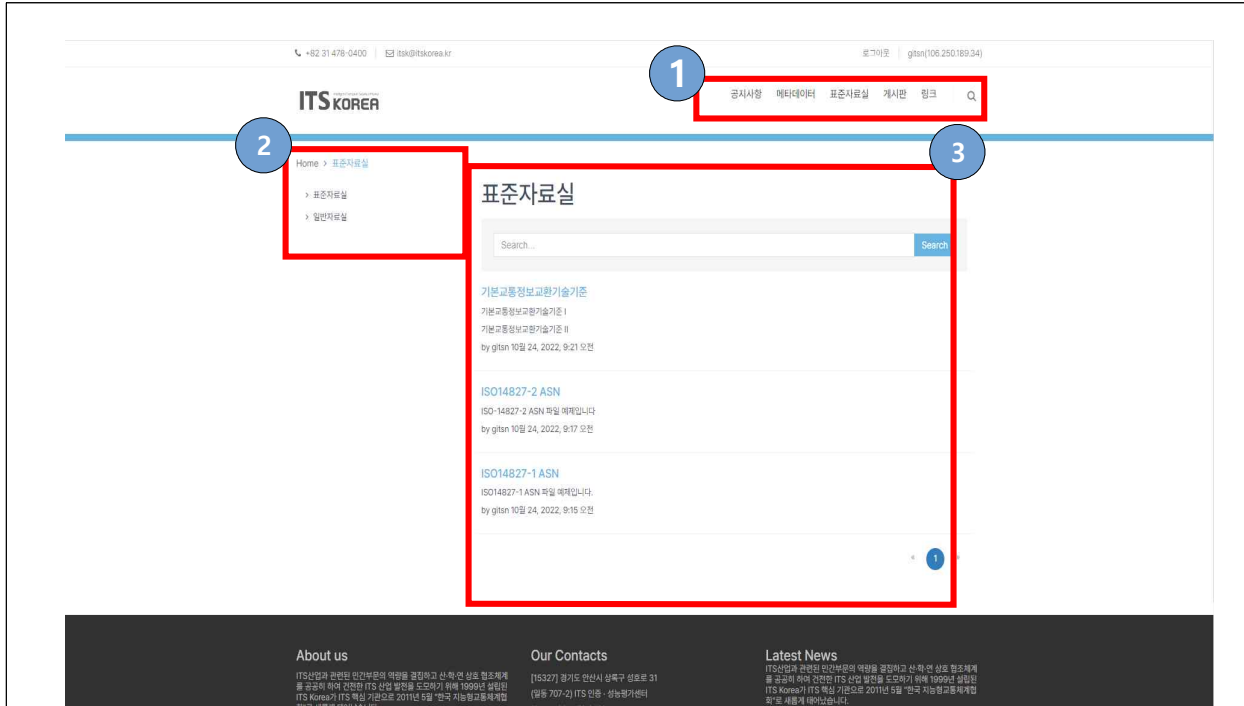 +82 31 478-0400
itsk@itskorea.kr
로그아웃
gitsn(106.250.189.34)
1
ITS KOREA
공지사항 메타데이터 표준자료실 게시판 링크
2
3
Home > 표준자료실
> 표준자료실
> 일반자료실
표준자료실
Search...
Search
기본교통정보교환기술기준
기본교통정보교환기술기준 I
기본교통정보교환기술기준 II
by gitsn 10월 24, 2022, 9:21 오전
ISO14827-2 ASN
ISO-14827-2 ASN 파일 예제입니다
by gitsn 10월 24, 2022, 9:17 오전
ISO14827-1 ASN
ISO14827-1 ASN 파일 예제입니다.
by gitsn 10월 24, 2022, 9:15 오전
«
1
»
About us
ITS산업과 관련된 민간부문의 역량을 결집하고 산·학·연 상호 협조체계
를 공공히 하여 건전한 ITS 산업 발전을 도모하기 위해 1999년 설립된
ITS Korea가 ITS 핵심 기관으로 2011년 5월 "한국 지능형교통체계협
회"로 새롭게 태어났습니다.
Our Contacts
[15327] 경기도 안산시 상록구 성호로 31
(일동 707-2) ITS 인증·성능평가센터
Latest News
ITS산업과 관련된 민간부문의 역량을 결집하고 산·학·연 상호 협조체계
를 공공히 하여 건전한 ITS 산업 발전을 도모하기 위해 1999년 설립된
ITS Korea가 ITS 핵심 기관으로 2011년 5월 "한국 지능형교통체계협
회"로 새롭게 태어났습니다.